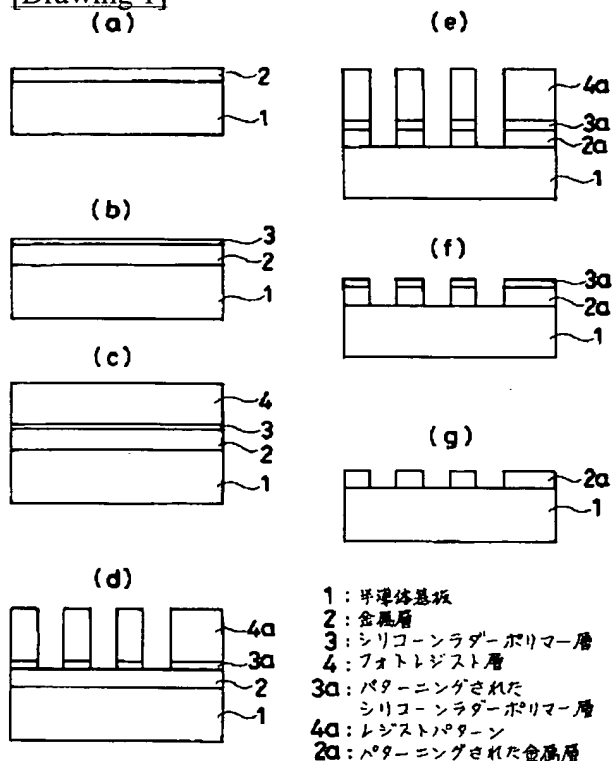 [Drawing 1]
(a)
2
1
(b)
3
2
1
(c)
4
3
2
1
(d)
4a
3a
2
1
(e)
4a
3a
2a
1
(f)
3a
2a
1
(g)
2a
1
1:半導体基板
2:金属層
3:シリコーンラダーポリマー層
4:フォトレジスト層
3a:パターニングされた
シリコーンラダーポリマー層
4a:レジストパターン
2a:パターニングされた金属層